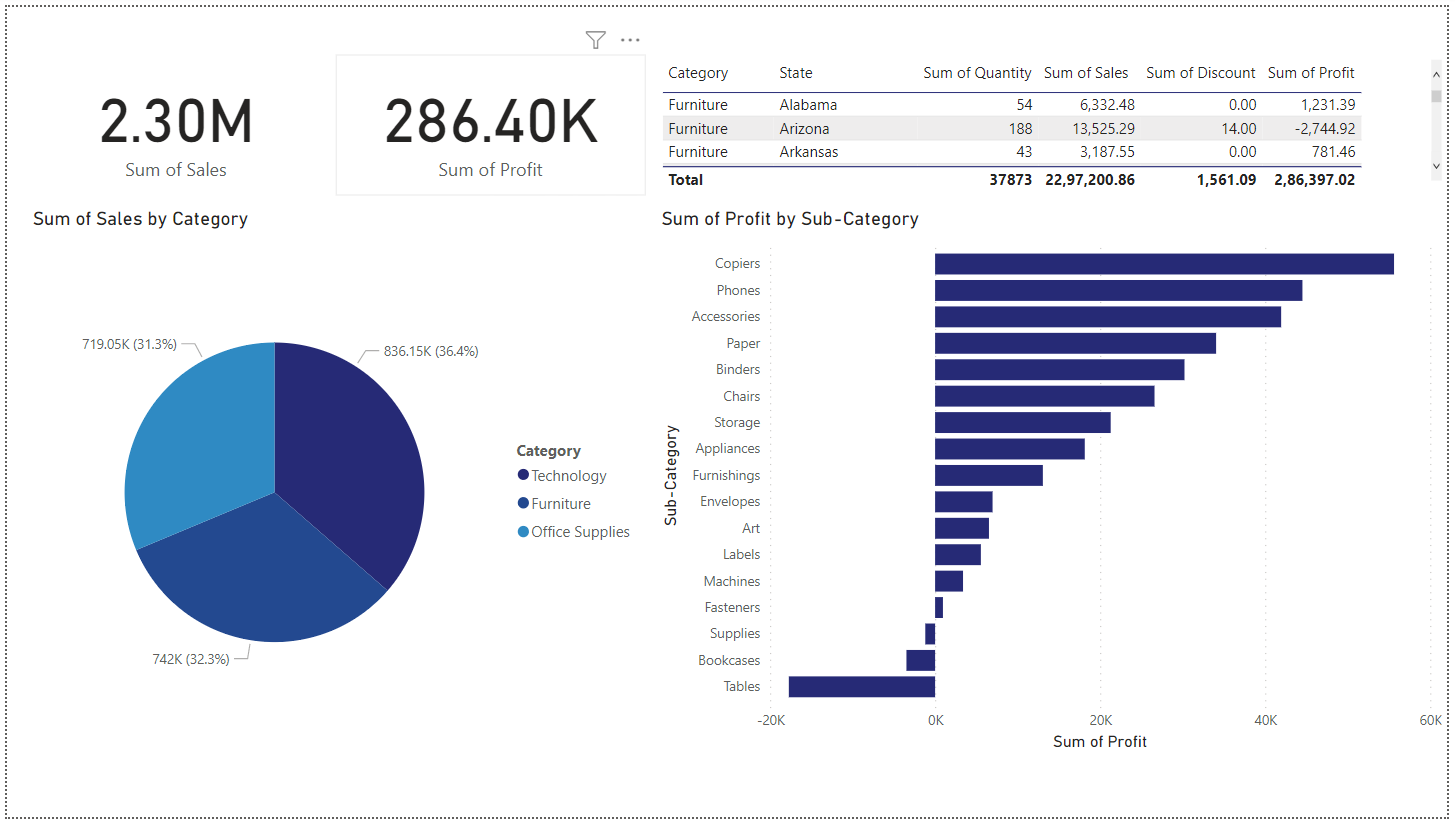 2.30M
Sum of Sales
286.40K
Sum of Profit
Category State Sum of Quantity Sum of Sales Sum of Discount Sum of Profit
Furniture Alabama 54 6,332.48 0.00 1,231.39
Furniture Arizona 188 13,525.29 14.00 -2,744.92
Furniture Arkansas 43 3,187.55 0.00 781.46
Total 37873 22,97,200.86 1,561.09 2,86,397.02
Sum of Sales by Category
719.05K (31.3%)
836.15K (36.4%)
742K (32.3%)
Category
Technology
Furniture
Office Supplies
Sum of Profit by Sub-Category
Sub-Category
Copiers
Phones
Accessories
Paper
Binders
Chairs
Storage
Appliances
Furnishings
Envelopes
Art
Labels
Machines
Fasteners
Supplies
Bookcases
Tables
-20K 0K 20K 40K 60K
Sum of Profit